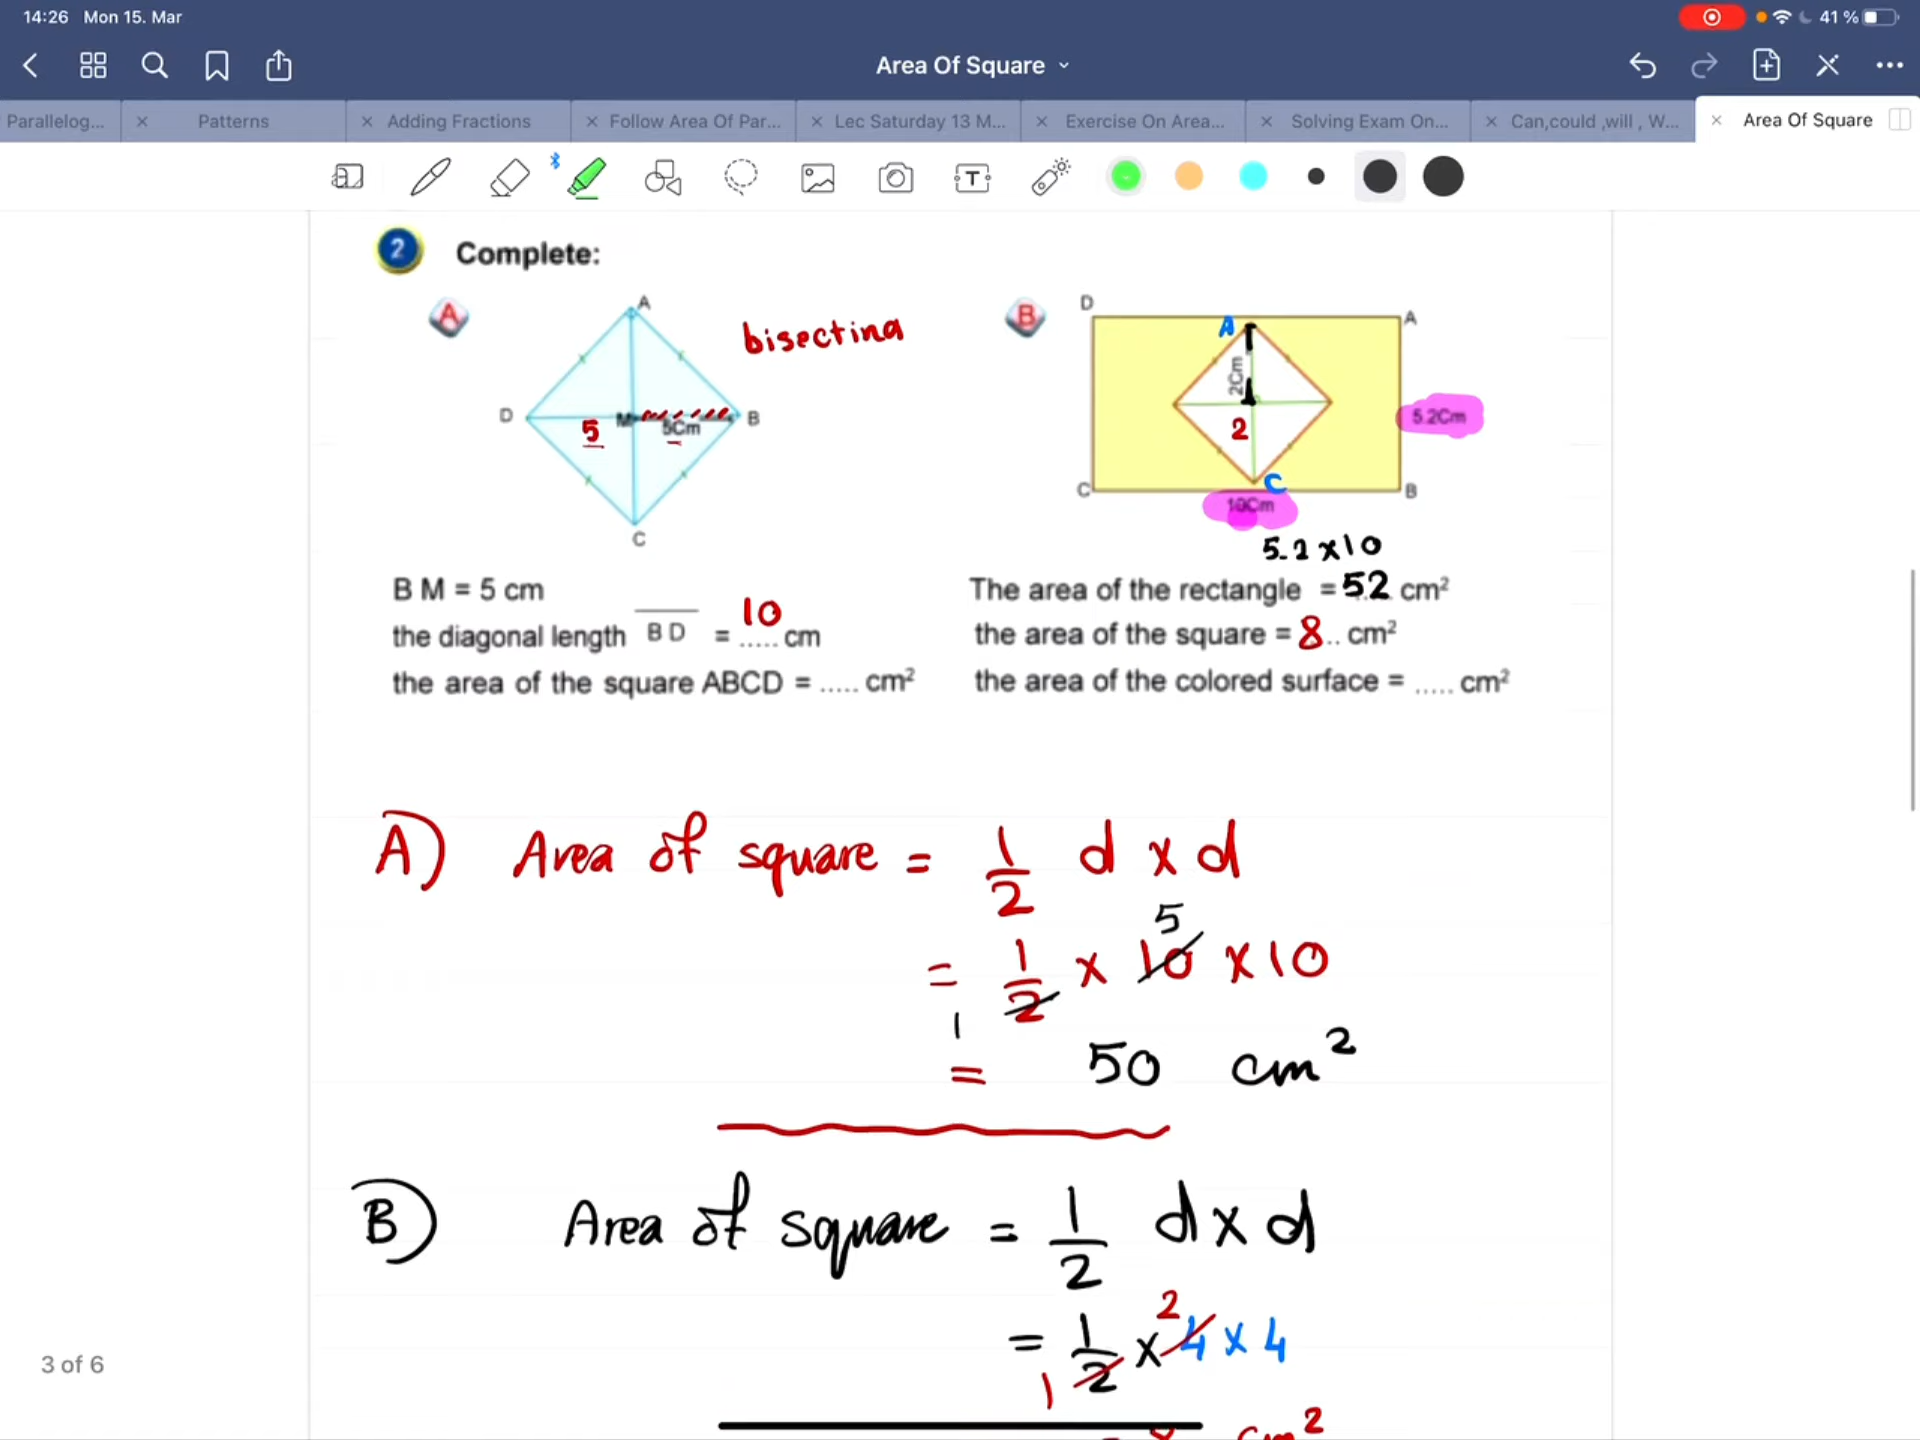 14:26 Mon 15. Mar
41 %
Area Of Square
Parallelog...
Patterns
Adding Fractions
Follow Area Of Par...
Lec Saturday 13 M...
Exercise On Area...
Solving Exam On...
Can,could ,will , W...
Area Of Square
2 Complete:
A
A
bisecting
D
M
B
5
5Cm
C
B
D
A
A
2Cm
5.2Cm
2
C
C
B
10Cm
5.2 x10
B M = 5 cm
the diagonal length BD = 10 ..... cm
the area of the square ABCD = ..... cm²
The area of the rectangle = 52 cm²
the area of the square = 8.. cm²
the area of the colored surface = ..... cm²
A) Area of square = 1/2 d x d
5
= 1/2 x 10 x 10
1
= 50 cm²
B) Area of square = 1/2 d x d
2
= 1/2 x 4 x 4
1
cm²
3 of 6